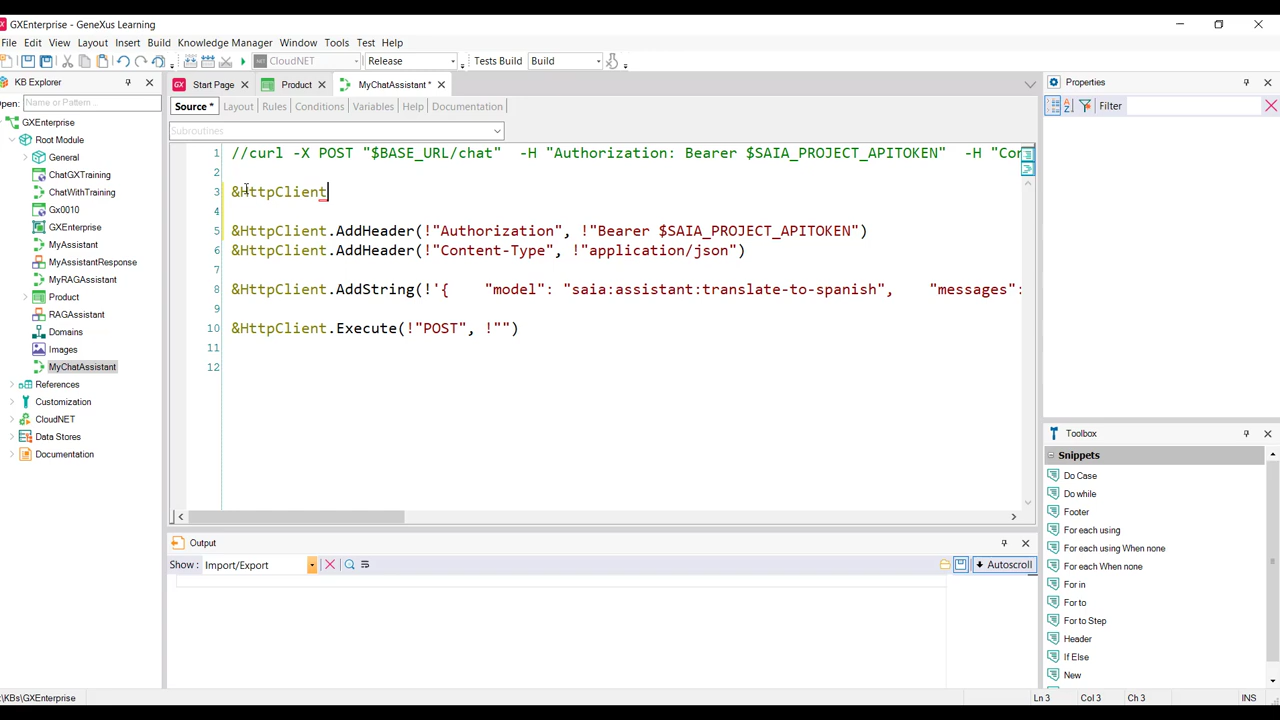 GXEnterprise - GeneXus Learning
File Edit View Layout Insert Build Knowledge Manager Window Tools Test Help
CloudNET Release Tests Build Build
KB Explorer
Open: Name or Pattern...
GXEnterprise
Root Module
General
ChatGXTraining
ChatWithTraining
Gx0010
GXEnterprise
MyAssistant
MyAssistantResponse
MyRAGAssistant
Product
RAGAssistant
Domains
Images
MyChatAssistant
References
Customization
CloudNET
Data Stores
Documentation
Start Page Product MyChatAssistant *
Source * Layout Rules Conditions Variables Help Documentation
Subroutines
1 //curl -X POST "$BASE_URL/chat" -H "Authorization: Bearer $SAIA_PROJECT_APITOKEN" -H "Con
2
3 &HttpClient
4
5 &HttpClient.AddHeader(!"Authorization", !"Bearer $SAIA_PROJECT_APITOKEN")
6 &HttpClient.AddHeader(!"Content-Type", !"application/json")
7
8 &HttpClient.AddString(!'{ "model": "saia:assistant:translate-to-spanish", "messages":
9
10 &HttpClient.Execute(!"POST", !"")
11
12
Output
Show: Import/Export Autoscroll
Properties
Filter
Toolbox
Snippets
Do Case
Do while
Footer
For each using
For each using When none
For each When none
For in
For to
For to Step
Header
If Else
New
:\KBs\GXEnterprise Ln 3 Col 3 Ch 3 INS